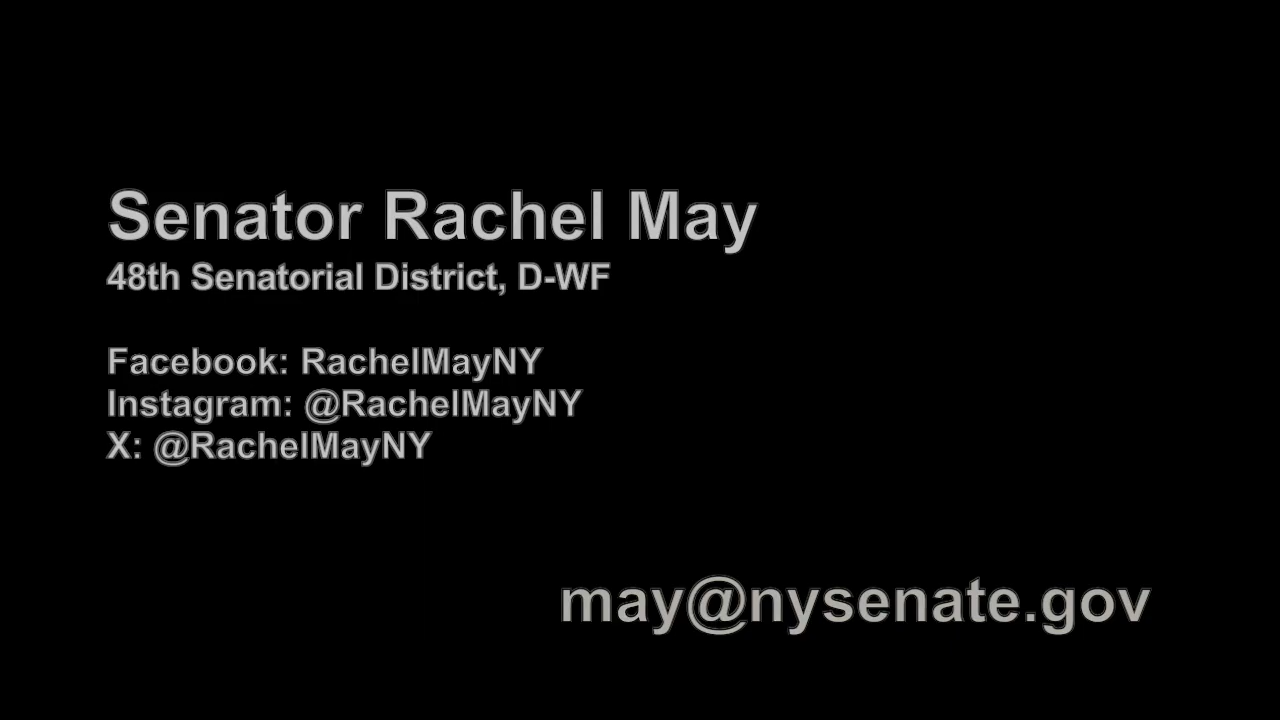 Senator Rachel May
48th Senatorial District, D-WF
Facebook: RachelMayNY
Instagram: @RachelMayNY
X: @RachelMayNY
may@nysenate.gov